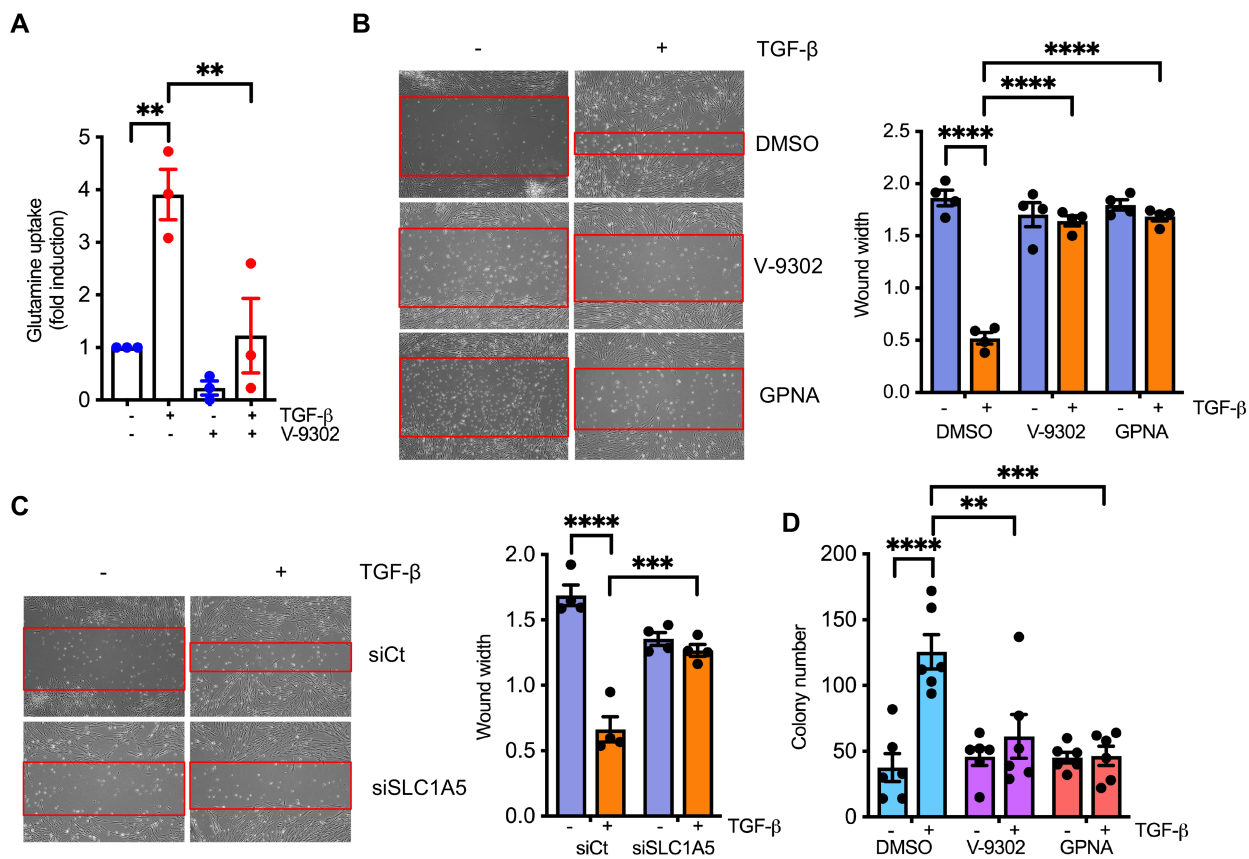 A
**
**
Glutamine uptake
(fold induction)
5
4
3
2
1
0
- + - + TGF-β
- - + + V-9302
B
- + TGF-β
DMSO
V-9302
GPNA
****
****
****
Wound width
2.5
2.0
1.5
1.0
0.5
0.0
- + - + - + TGF-β
DMSO V-9302 GPNA
C
- + TGF-β
siCt
siSLC1A5
****
***
Wound width
2.0
1.5
1.0
0.5
0.0
- + - + TGF-β
siCt siSLC1A5
D
***
**
****
Colony number
200
150
100
50
0
- + - + - + TGF-β
DMSO V-9302 GPNA